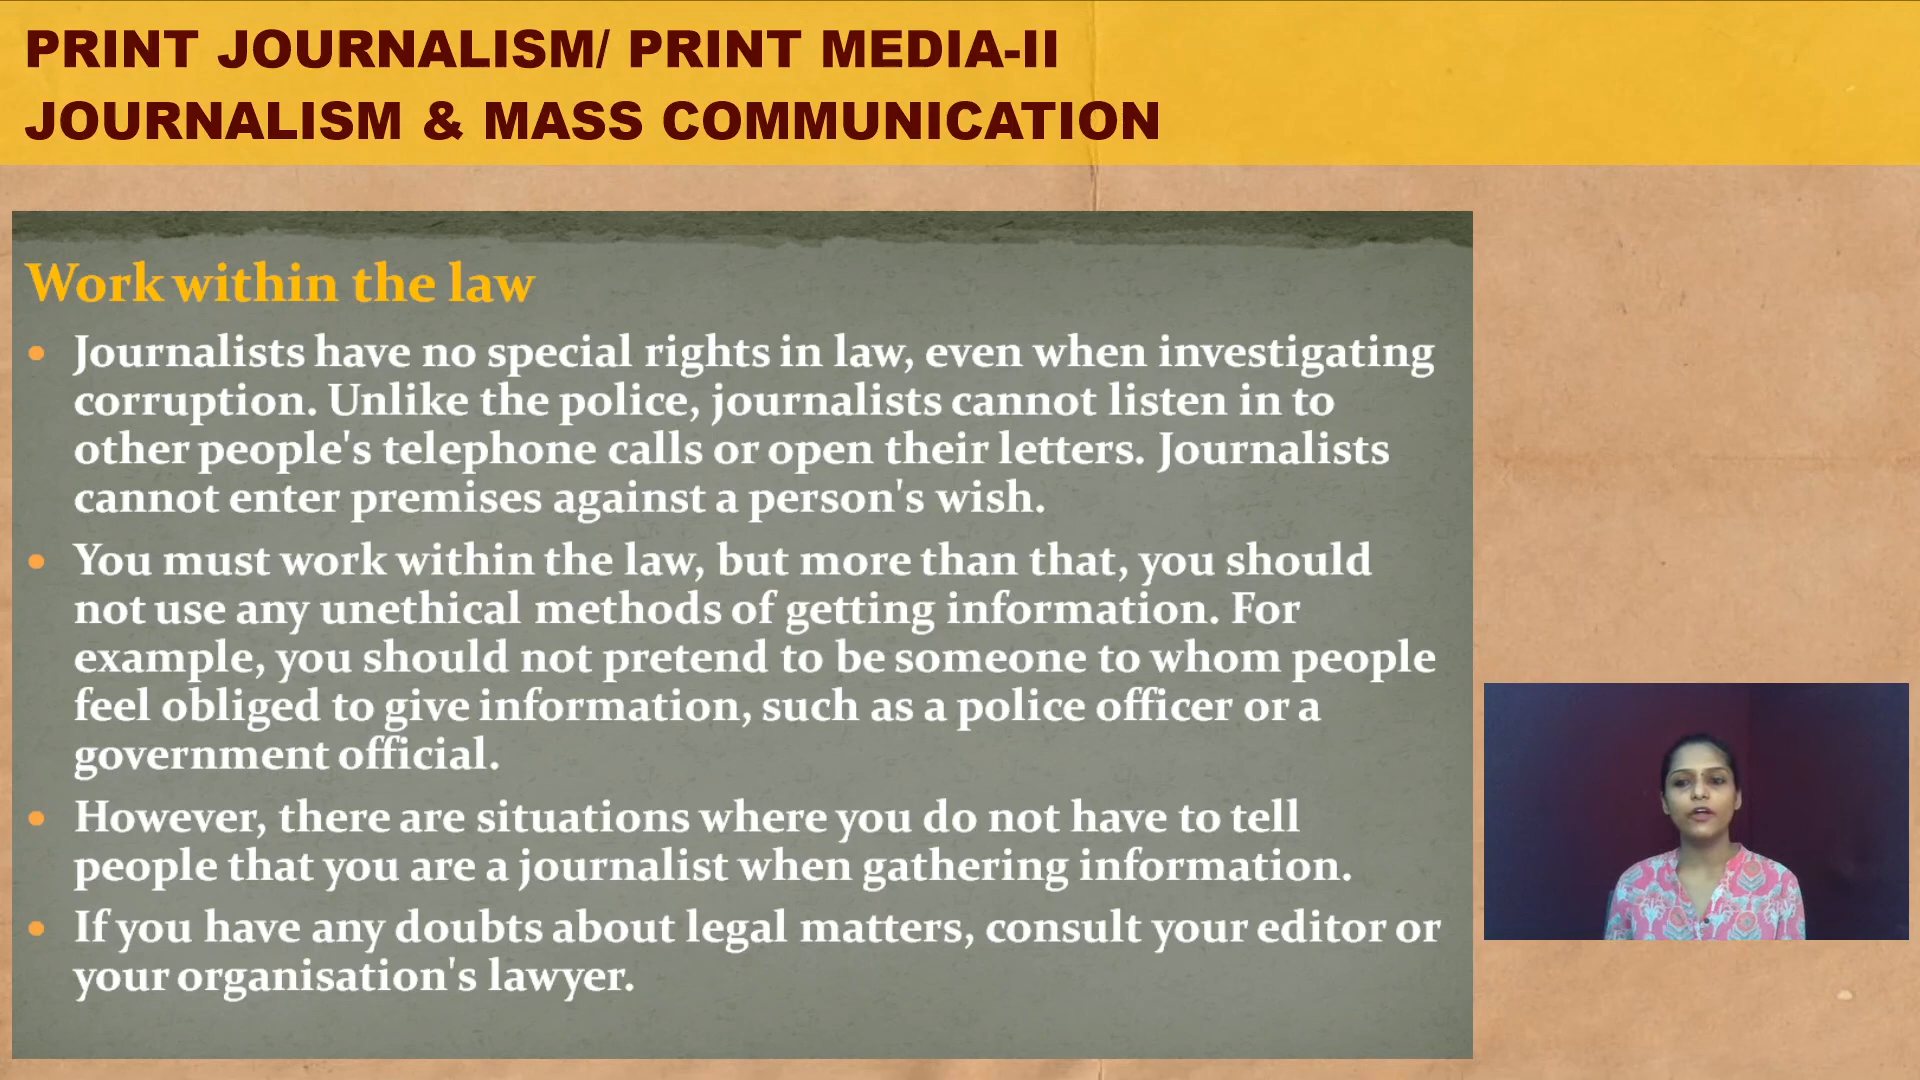 PRINT JOURNALISM/ PRINT MEDIA-II
JOURNALISM & MASS COMMUNICATION
Work within the law
• Journalists have no special rights in law, even when investigating
corruption. Unlike the police, journalists cannot listen in to
other people's telephone calls or open their letters. Journalists
cannot enter premises against a person's wish.
• You must work within the law, but more than that, you should
not use any unethical methods of getting information. For
example, you should not pretend to be someone to whom people
feel obliged to give information, such as a police officer or a
government official.
• However, there are situations where you do not have to tell
people that you are a journalist when gathering information.
• If you have any doubts about legal matters, consult your editor or
your organisation's lawyer.